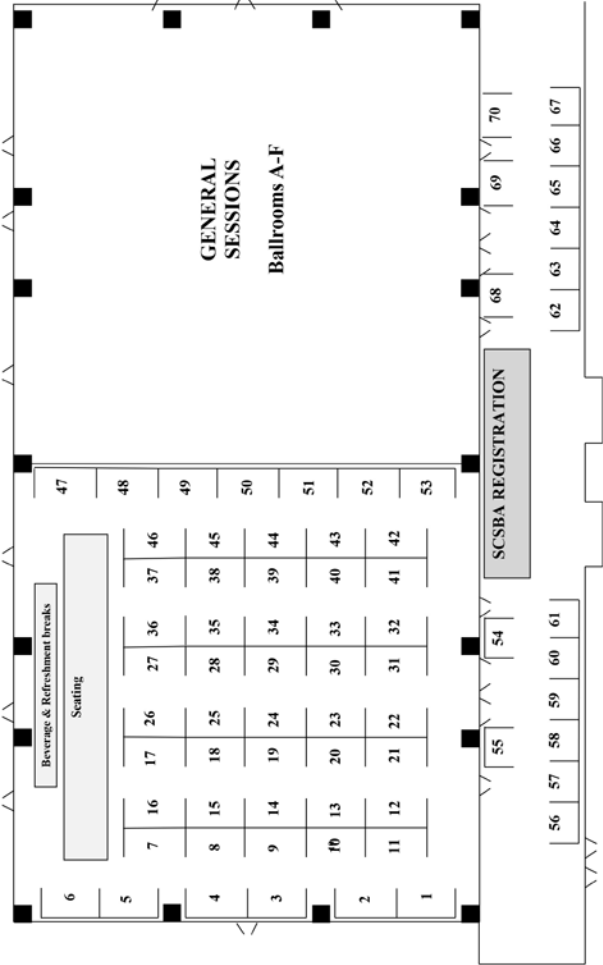 Beverage & Refreshment breaks
6 Seating 47
5 48
7 16 17 26 27 36 37 46
49
4 8 15 18 25 28 35 38 45
50
3 9 14 19 24 29 34 39 44
51
10 13 20 23 30 33 40 43
2 52
11 12 21 22 31 32 41 42
1 53
GENERAL
SESSIONS
Ballrooms A-F
55 54 SCSBA REGISTRATION 68 69 70
56 57 58 59 60 61 62 63 64 65 66 67